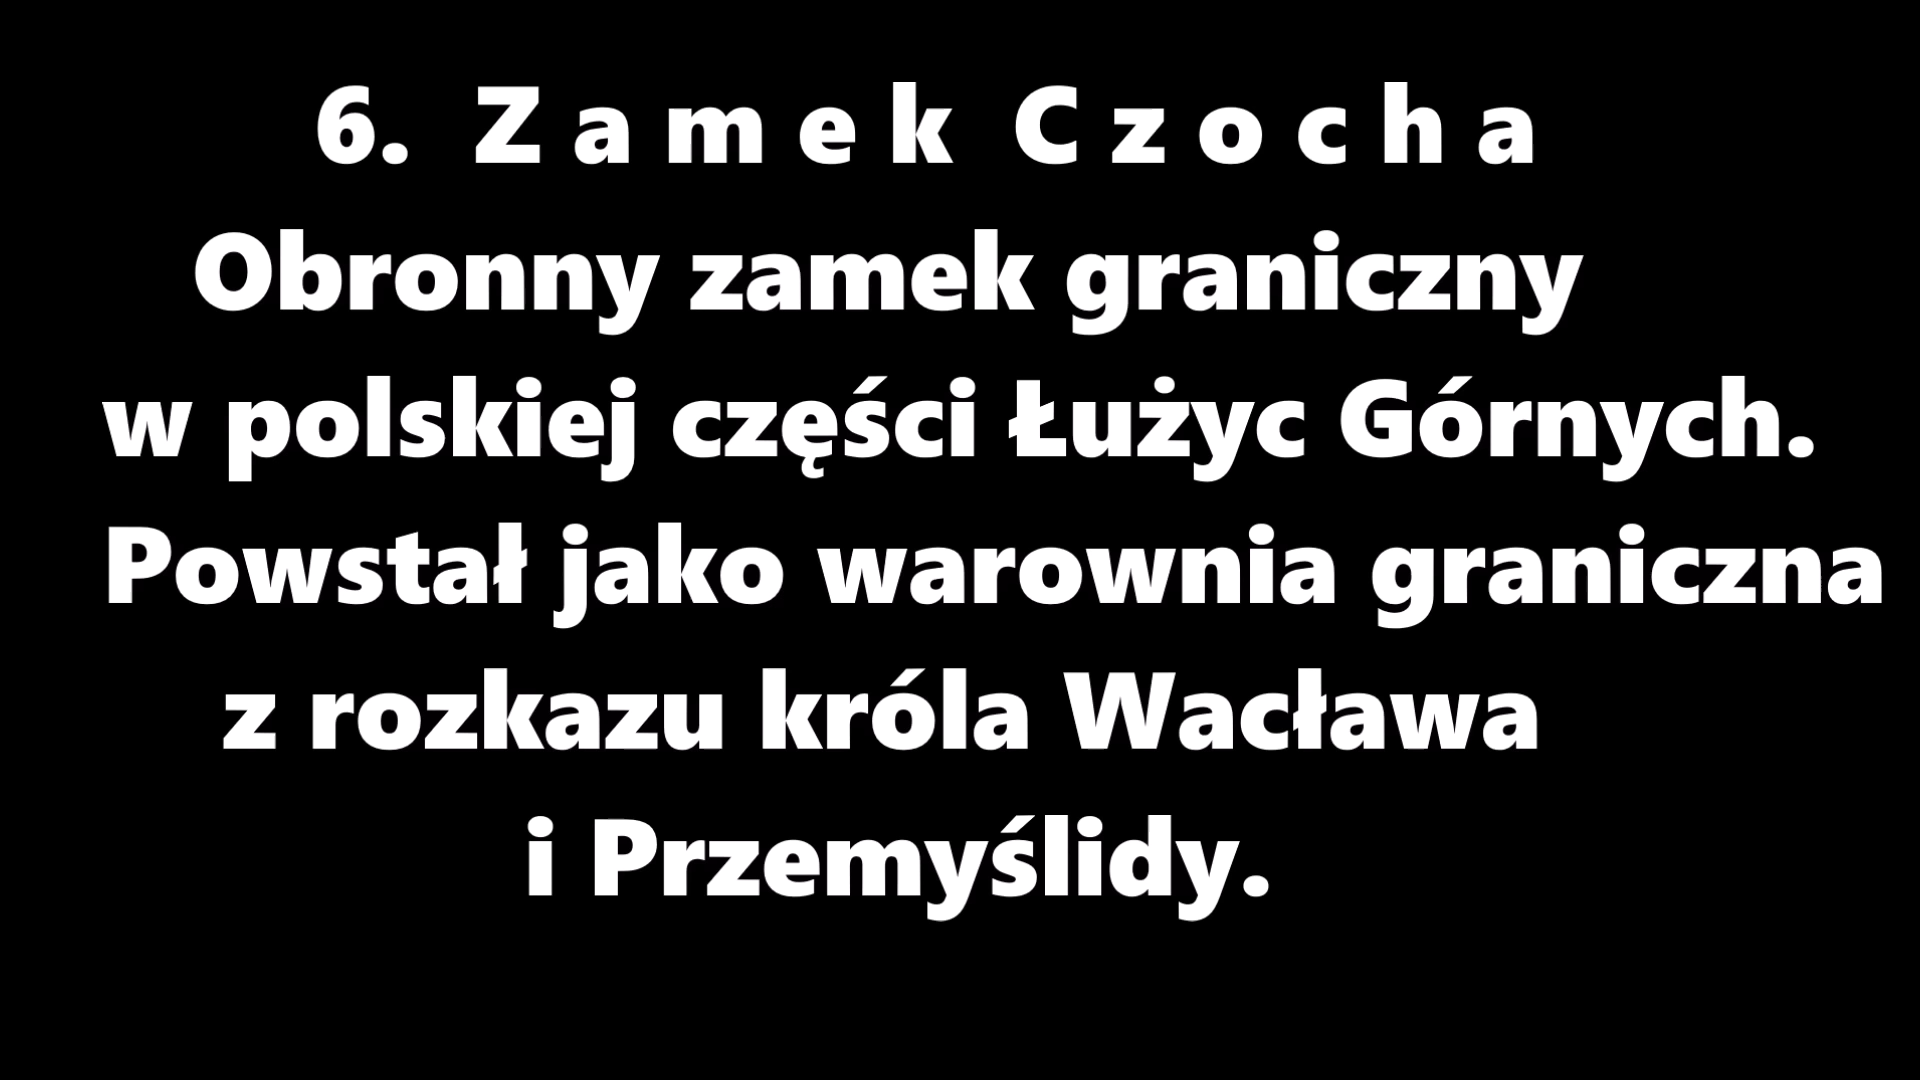 6. Z a m e k C z o c h a
Obronny zamek graniczny
w polskiej części Łużyc Górnych.
Powstał jako warownia graniczna
z rozkazu króla Wacława
i Przemyślidy.